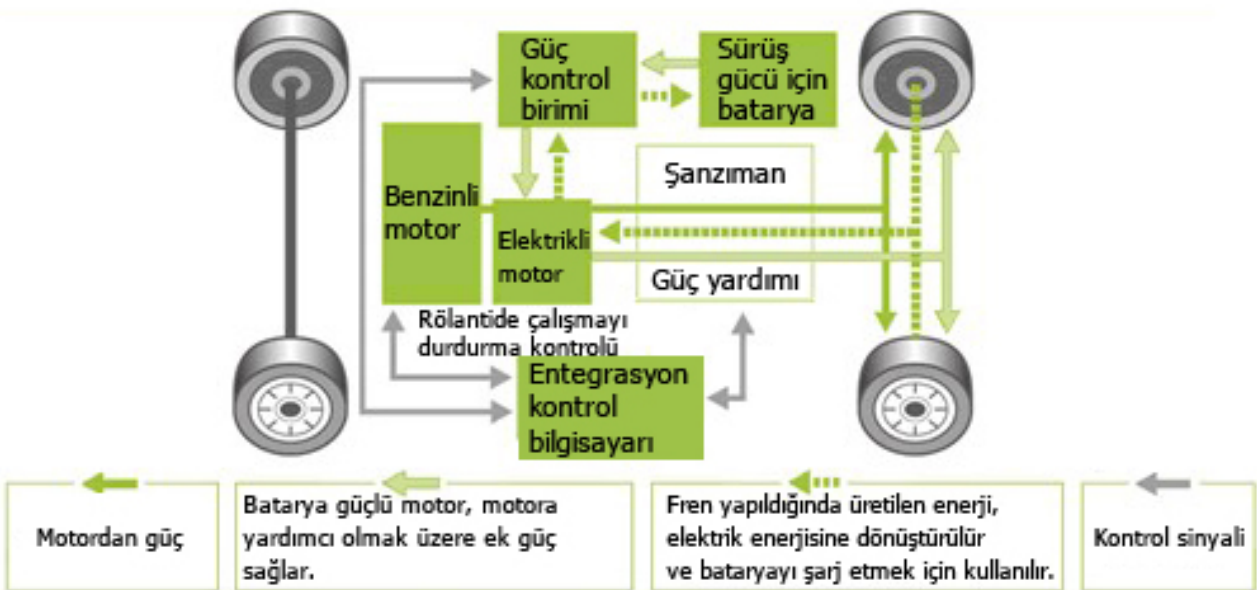 Güç
kontrol
birimi
Sürüş
gücü için
batarya
Benzinli
motor
Elektrikli
motor
Şanzıman
Güç yardımı
Rölantide çalışmayı
durdurma kontrolü
Entegrasyon
kontrol
bilgisayarı
Motordan güç
Batarya güçlü motor, motora
yardımcı olmak üzere ek güç
sağlar.
Fren yapıldığında üretilen enerji,
elektrik enerjisine dönüştürülür
ve bataryayı şarj etmek için kullanılır.
Kontrol sinyali